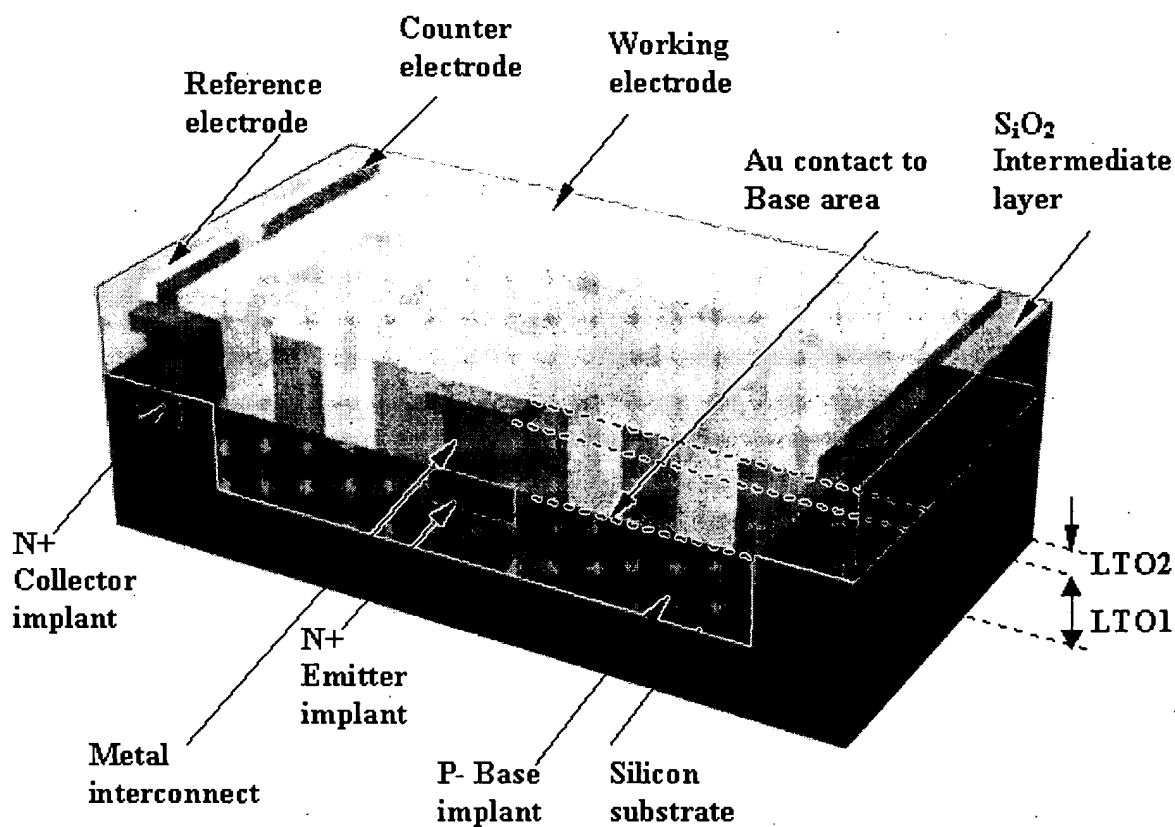 Counter
electrode
Working
electrode
Reference
electrode
SiO2
Intermediate
layer
Au contact to
Base area
N+
Collector
implant
LTO2
LTO1
N+
Emitter
implant
Metal
interconnect
P- Base
implant
Silicon
substrate